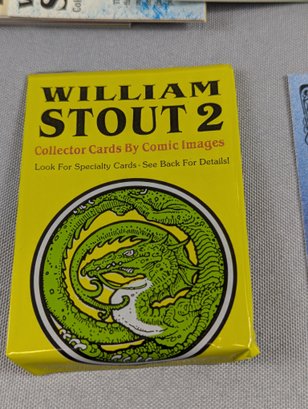 WILLIAM
STOUT 2
Collector Cards By Comic Images
Look For Specialty Cards - See Back For Details!